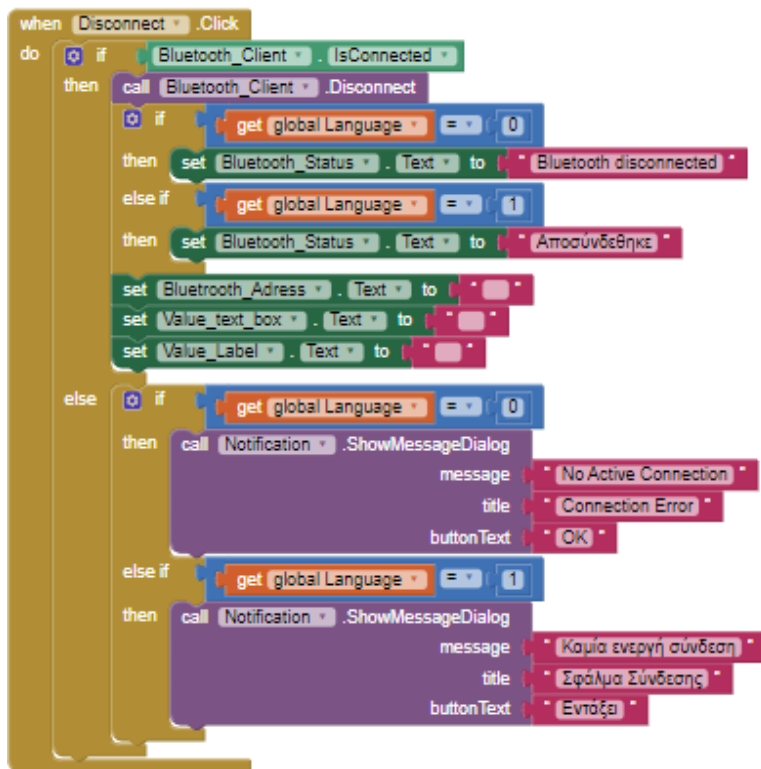 when Disconnect .Click
do if Bluetooth_Client . IsConnected
then call Bluetooth_Client .Disconnect
if get global Language = 0
then set Bluetooth_Status . Text to " Bluetooth disconnected "
else if get global Language = 1
then set Bluetooth_Status . Text to " Αποσύνδεθηκε "
set Bluetrooth_Adress . Text to " "
set Value_text_box . Text to " "
set Value_Label . Text to " "
else if get global Language = 0
then call Notification .ShowMessageDialog
message " No Active Connection "
title " Connection Error "
buttonText " OK "
else if get global Language = 1
then call Notification .ShowMessageDialog
message " Καμία ενεργή σύνδεση "
title " Σφάλμα Σύνδεσης "
buttonText " Εντάξει "